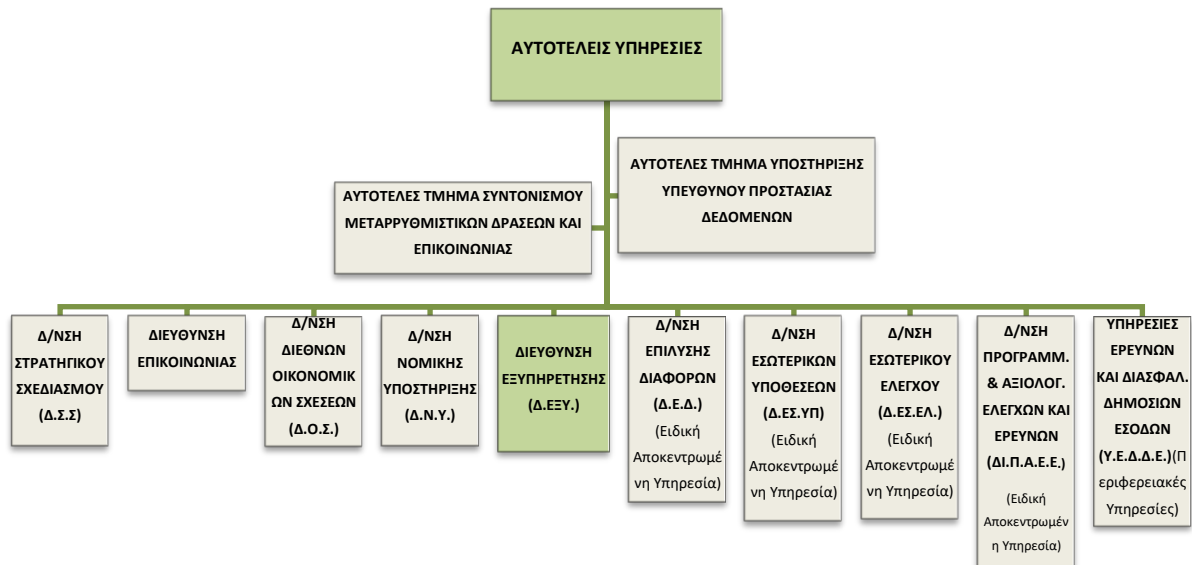 ΑΥΤΟΤΕΛΕΙΣ ΥΠΗΡΕΣΙΕΣ
ΑΥΤΟΤΕΛΕΣ ΤΜΗΜΑ ΥΠΟΣΤΗΡΙΞΗΣ
ΥΠΕΥΘΥΝΟΥ ΠΡΟΣΤΑΣΙΑΣ
ΔΕΔΟΜΕΝΩΝ
ΑΥΤΟΤΕΛΕΣ ΤΜΗΜΑ ΣΥΝΤΟΝΙΣΜΟΥ
ΜΕΤΑΡΡΥΘΜΙΣΤΙΚΩΝ ΔΡΑΣΕΩΝ ΚΑΙ
ΕΠΙΚΟΙΝΩΝΙΑΣ
Δ/ΝΣΗ
ΣΤΡΑΤΗΓΙΚΟΥ
ΣΧΕΔΙΑΣΜΟΥ
(Δ.Σ.Σ)
ΔΙΕΥΘΥΝΣΗ
ΕΠΙΚΟΙΝΩΝΙΑΣ
Δ/ΝΣΗ
ΔΙΕΘΝΩΝ
ΟΙΚΟΝΟΜΙΚ
ΩΝ ΣΧΕΣΕΩΝ
(Δ.Ο.Σ.)
Δ/ΝΣΗ
ΝΟΜΙΚΗΣ
ΥΠΟΣΤΗΡΙΞΗΣ
(Δ.Ν.Υ.)
ΔΙΕΥΘΥΝΣΗ
ΕΞΥΠΗΡΕΤΗΣΗΣ
(Δ.ΕΞΥ.)
Δ/ΝΣΗ
ΕΠΙΛΥΣΗΣ
ΔΙΑΦΟΡΩΝ
(Δ.Ε.Δ.)
(Ειδική
Αποκεντρωμέ
νη Υπηρεσία)
Δ/ΝΣΗ
ΕΣΩΤΕΡΙΚΩΝ
ΥΠΟΘΕΣΕΩΝ
(Δ.ΕΣ.ΥΠ)
(Ειδική
Αποκεντρωμέ
νη Υπηρεσία)
Δ/ΝΣΗ
ΕΣΩΤΕΡΙΚΟΥ
ΕΛΕΓΧΟΥ
(Δ.ΕΣ.ΕΛ.)
(Ειδική
Αποκεντρωμέ
νη Υπηρεσία)
Δ/ΝΣΗ
ΠΡΟΓΡΑΜΜ.
& ΑΞΙΟΛΟΓ.
ΕΛΕΓΧΩΝ ΚΑΙ
ΕΡΕΥΝΩΝ
(ΔΙ.Π.Α.Ε.Ε.)
(Ειδική
Αποκεντρωμέν
η Υπηρεσία)
ΥΠΗΡΕΣΙΕΣ
ΕΡΕΥΝΩΝ
ΚΑΙ ΔΙΑΣΦΑΛ.
ΔΗΜΟΣΙΩΝ
ΕΣΟΔΩΝ
(Υ.Ε.Δ.Δ.Ε.)(Π
εριφερειακές
Υπηρεσίες)